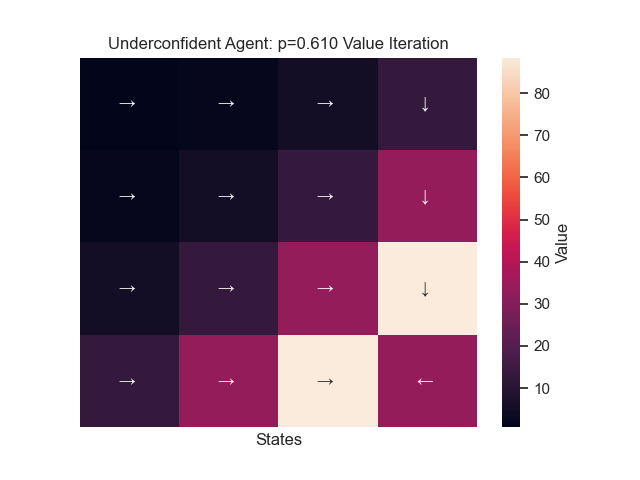 Underconfident Agent: p=0.610 Value Iteration
→ → → ↓
→ → → ↓
→ → → ↓
→ → → ←
States
80
70
60
50
40
30
20
10
Value